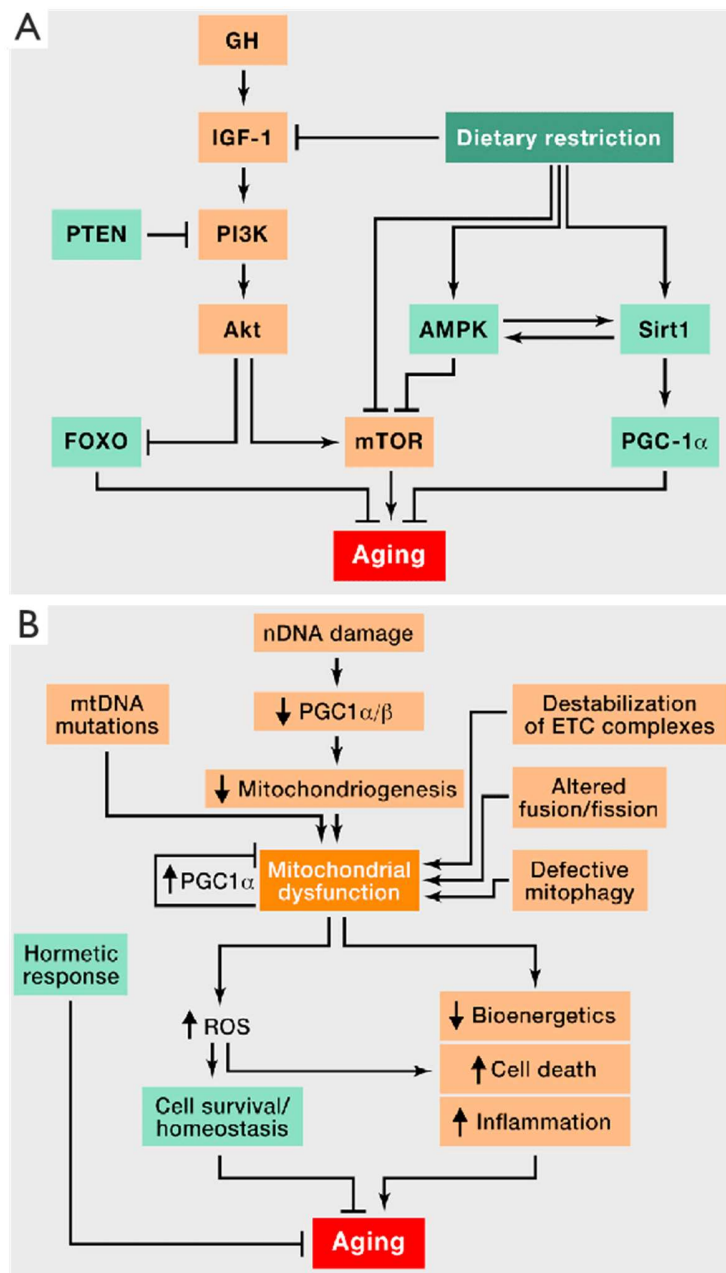 A
GH
IGF-1
Dietary restriction
PTEN
PI3K
Akt
AMPK
Sirt1
FOXO
mTOR
PGC-1α
Aging
B
nDNA damage
mtDNA
mutations
↓ PGC1α/β
Destabilization
of ETC complexes
↓ Mitochondriogenesis
Altered
fusion/fission
↑ PGC1α
Mitochondrial
dysfunction
Defective
mitophagy
Hormetic
response
↑ ROS
↓ Bioenergetics
↑ Cell death
↑ Inflammation
Cell survival/
homeostasis
Aging